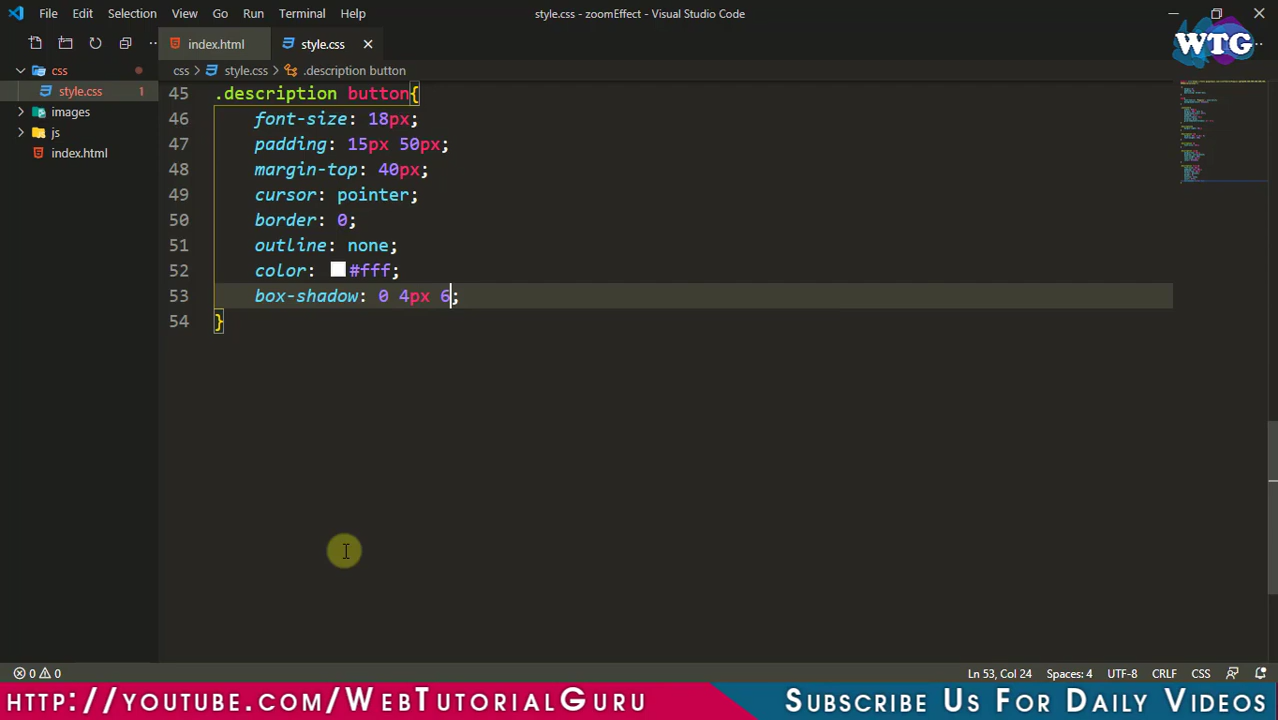 File Edit Selection View Go Run Terminal Help
style.css - zoomEffect - Visual Studio Code
WTG
index.html
style.css
css
style.css 1
images
js
index.html
css > style.css > .description button
45 .description button{
46 font-size: 18px;
47 padding: 15px 50px;
48 margin-top: 40px;
49 cursor: pointer;
50 border: 0;
51 outline: none;
52 color: #fff;
53 box-shadow: 0 4px 6;
54 }
0 0
Ln 53, Col 24 Spaces: 4 UTF-8 CRLF CSS
http://youtube.com/WebTutorialGuru
Subscribe Us For Daily Videos